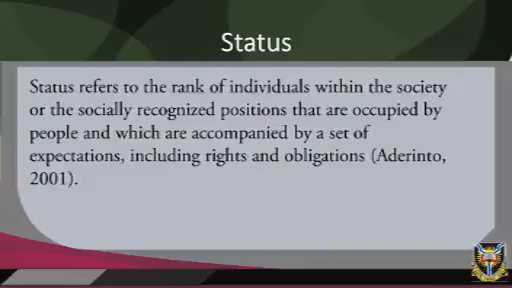 Status
Status refers to the rank of individuals within the society
or the socially recognized positions that are occupied by
people and which are accompanied by a set of
expectations, including rights and obligations (Aderinto,
2001).